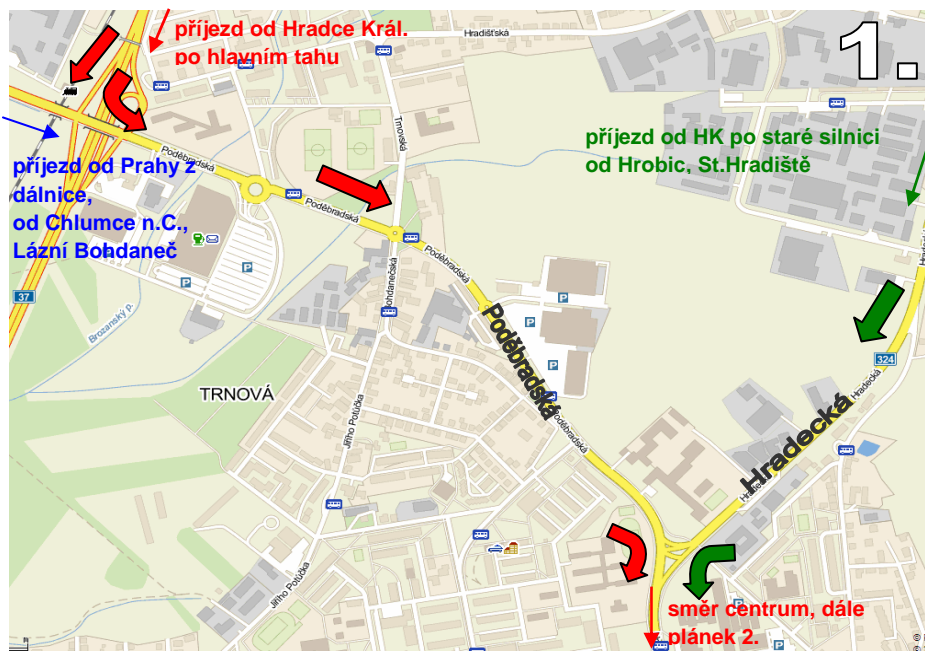 příjezd od Hradce Král.
po hlavním tahu
1.
Hradišťská
Trnovská
příjezd od HK po staré silnici
od Hrobic, St.Hradiště
příjezd od Prahy z
dálnice,
od Chlumce n.C.,
Lázní Bohdaneč
Poděbradská
Poděbradská
Poděbradská
Bohdanečská
P
P
P
P
P
37
Brozanský p.
Poděbradská
Poděbradská
324
Hradecká
Hradecká
TRNOVÁ
Jiřího Potůčka
Jiřího Potůčka
směr centrum, dále
plánek 2.
P
P